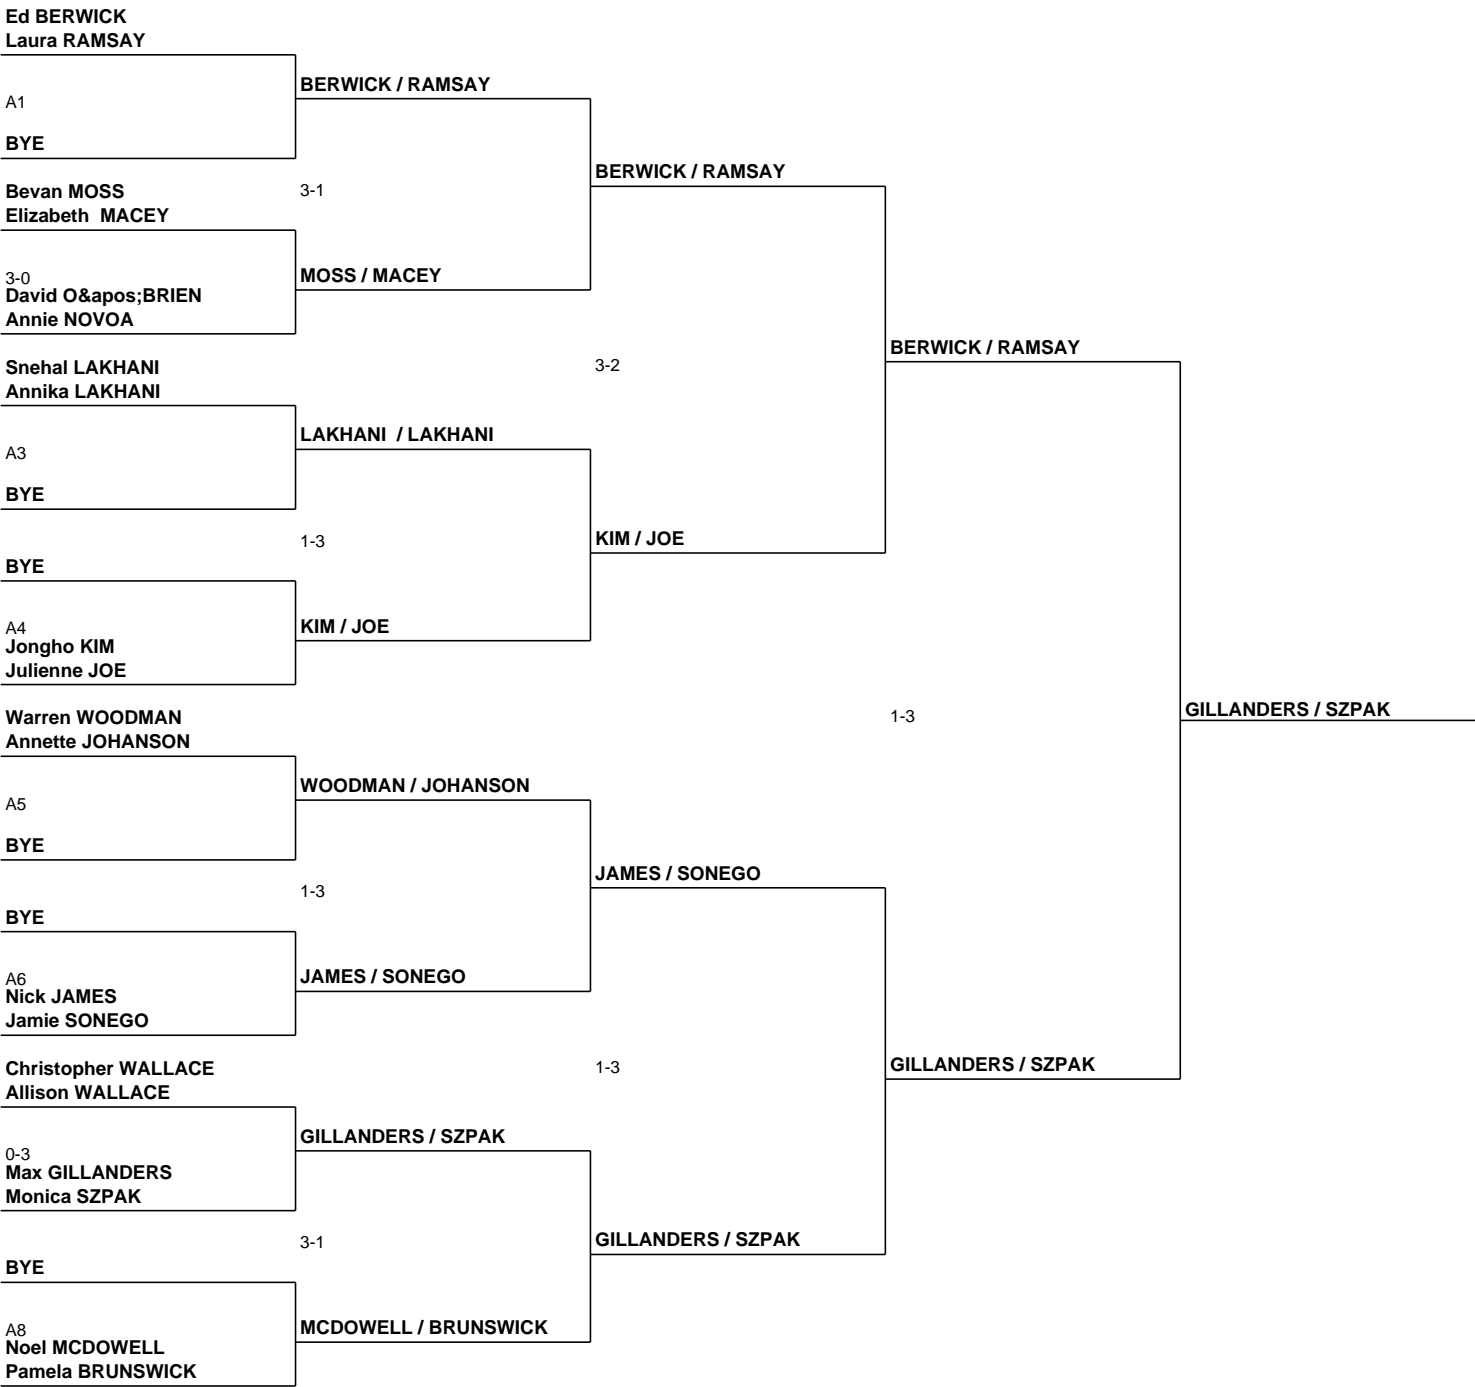 Ed BERWICK
Laura RAMSAY
A1
BYE
Bevan MOSS
Elizabeth  MACEY
3-0
David O&apos;BRIEN
Annie NOVOA
Snehal LAKHANI
Annika LAKHANI
A3
BYE
BYE
A4
Jongho KIM
Julienne JOE
Warren WOODMAN
Annette JOHANSON
A5
BYE
BYE
A6
Nick JAMES
Jamie SONEGO
Christopher WALLACE
Allison WALLACE
0-3
Max GILLANDERS
Monica SZPAK
BYE
A8
Noel MCDOWELL
Pamela BRUNSWICK
BERWICK / RAMSAY
3-1
MOSS / MACEY
LAKHANI  / LAKHANI
1-3
KIM / JOE
WOODMAN / JOHANSON
1-3
JAMES / SONEGO
GILLANDERS / SZPAK
3-1
MCDOWELL / BRUNSWICK
BERWICK / RAMSAY
3-2
KIM / JOE
JAMES / SONEGO
1-3
GILLANDERS / SZPAK
BERWICK / RAMSAY
1-3
GILLANDERS / SZPAK
GILLANDERS / SZPAK